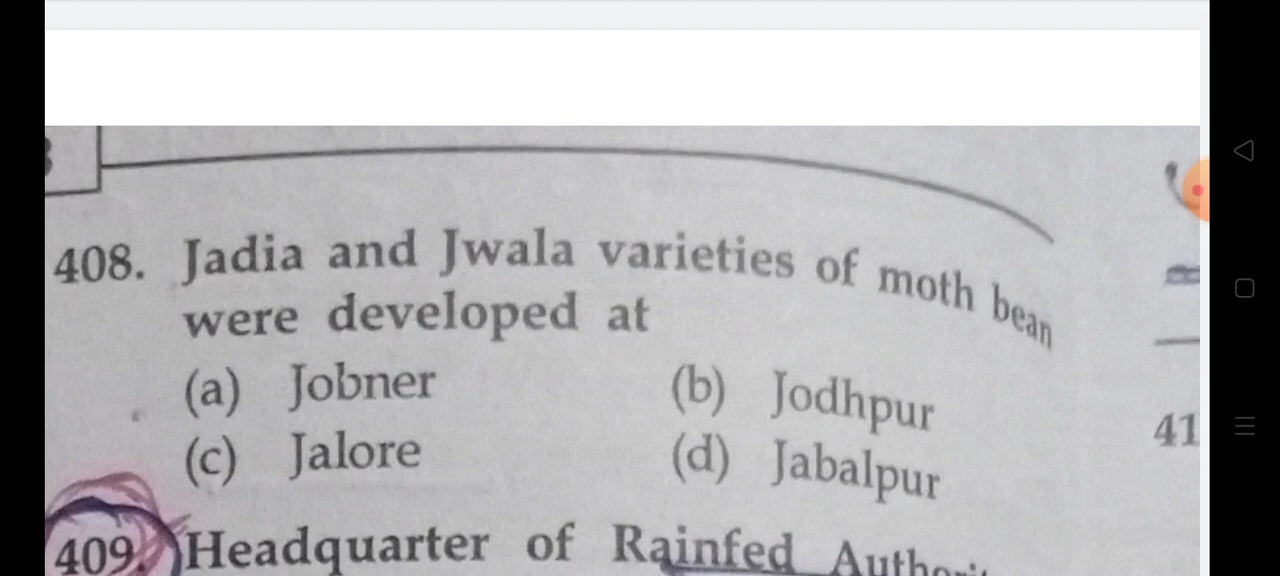 408. Jadia and Jwala varieties of moth bean
were developed at
(a) Jobner (b) Jodhpur
(c) Jalore (d) Jabalpur
409. Headquarter of Rainfed
41